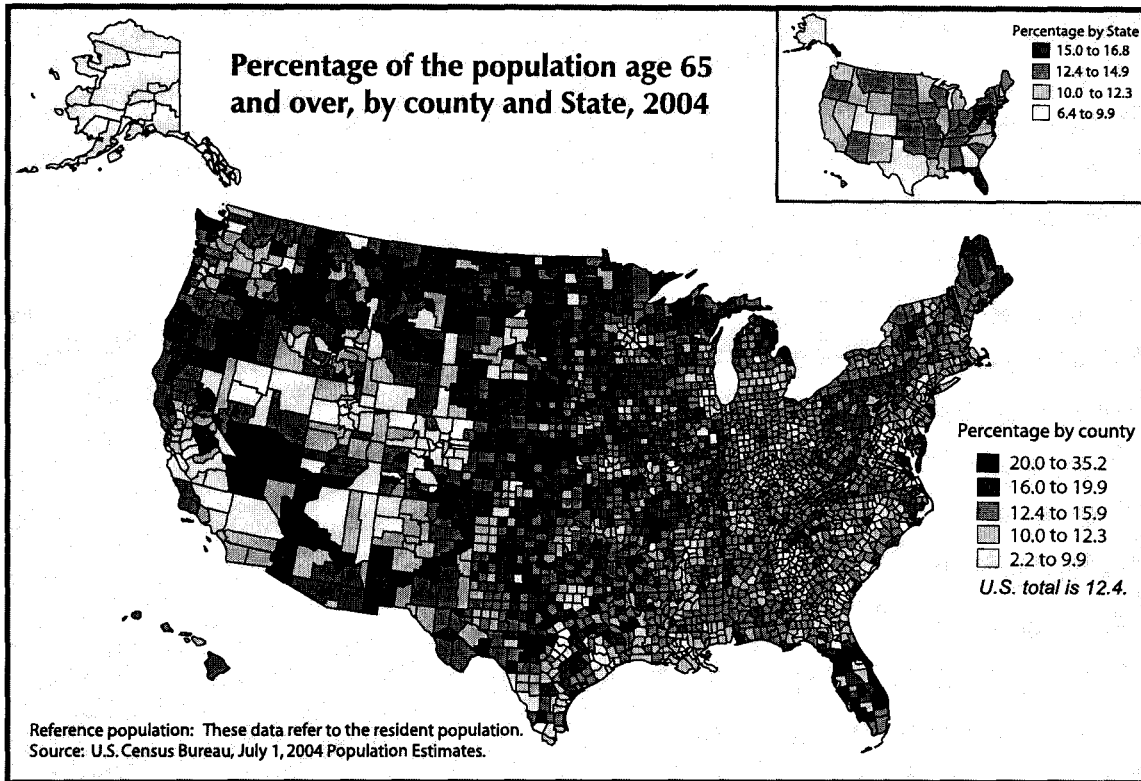 Percentage of the population age 65
and over, by county and State, 2004
Percentage by State
15.0 to 16.8
12.4 to 14.9
10.0 to 12.3
6.4 to 9.9
Percentage by county
20.0 to 35.2
16.0 to 19.9
12.4 to 15.9
10.0 to 12.3
2.2 to 9.9
U.S. total is 12.4.
Reference population: These data refer to the resident population.
Source: U.S. Census Bureau, July 1, 2004 Population Estimates.